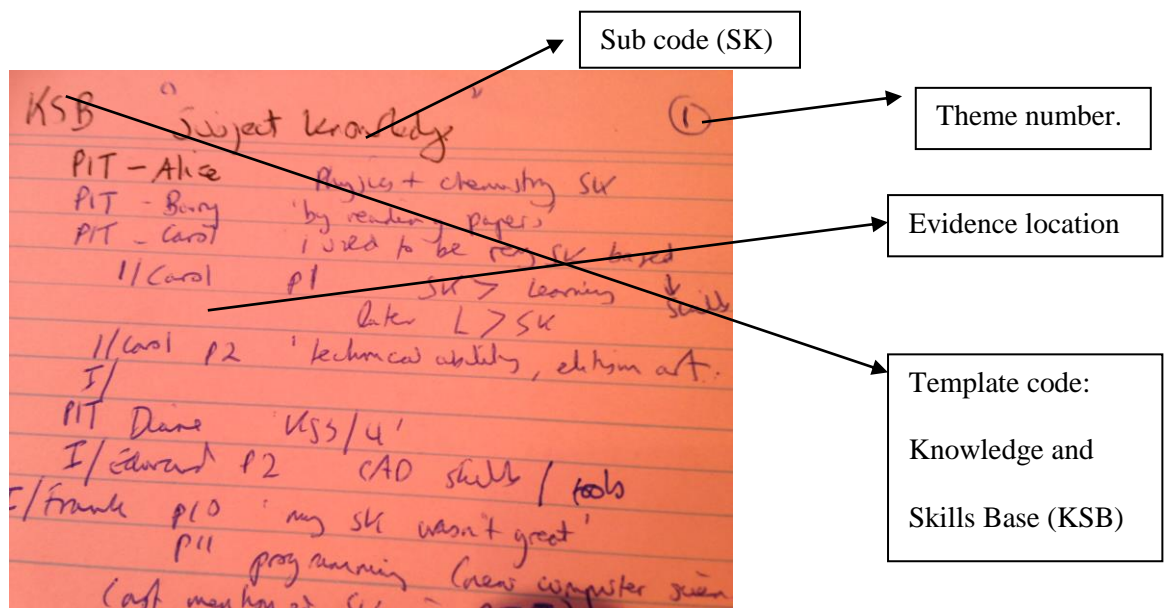 Sub code (SK)
KSB "Subject knowledge" 1
Theme number.
PIT - Alice Physics + chemistry SK
PIT - Barry 'by reading papers'
PIT - Carol i used to be very SK based
Evidence location
I/Carol p1 SK > Learning skills
later L > SK
I/Carol p2 'technical ability, elitism art.
I/
Template code:
Knowledge and
Skills Base (KSB)
PIT Diane 'KS3/4'
I/Edward P2 CAD skills / tools
I/Frank p10 'my SK wasn't great'
p11 programming (new computer